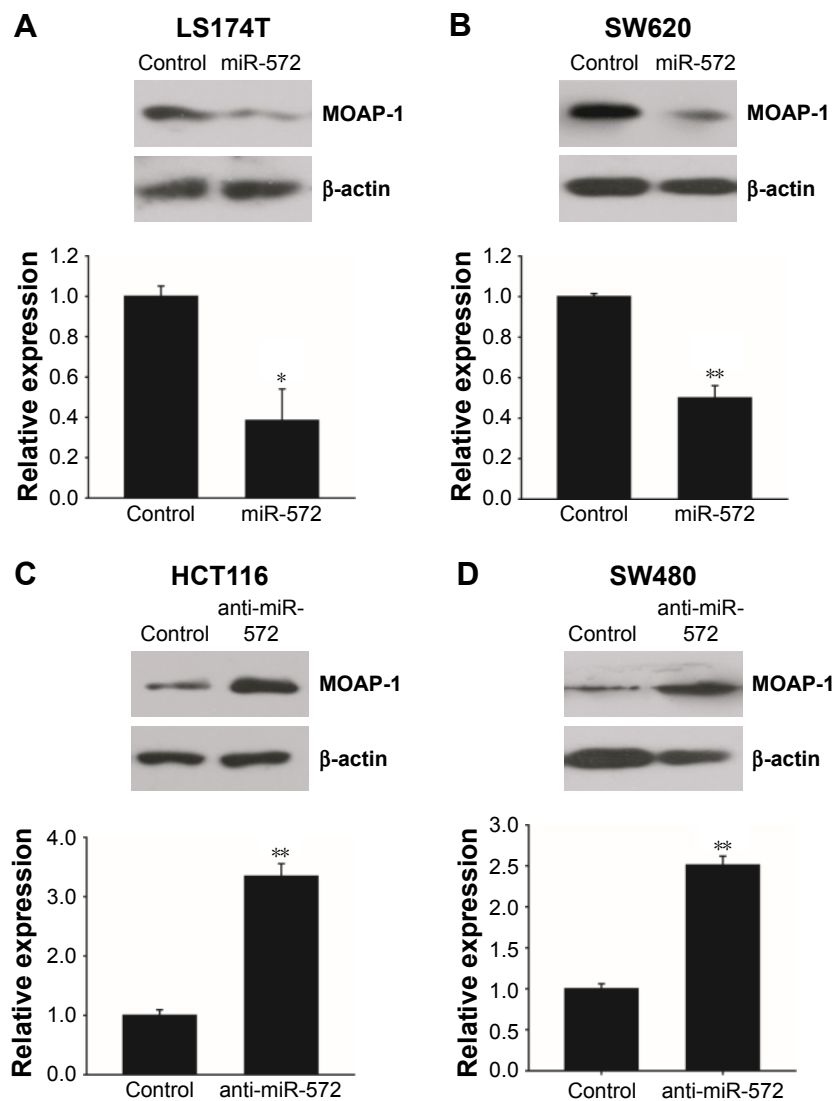 A
LS174T
Control miR-572
MOAP-1
β-actin
Relative expression
1.2
1.0
0.8
0.6
0.4
0.2
0.0
*
Control miR-572
B
SW620
Control miR-572
MOAP-1
β-actin
Relative expression
1.2
1.0
0.8
0.6
0.4
0.2
0.0
**
Control miR-572
C
HCT116
Control anti-miR-
572
MOAP-1
β-actin
Relative expression
4.0
3.0
2.0
1.0
0.0
**
Control anti-miR-572
D
SW480
Control anti-miR-
572
MOAP-1
β-actin
Relative expression
3.0
2.5
2.0
1.5
1.0
0.5
0.0
**
Control anti-miR-572